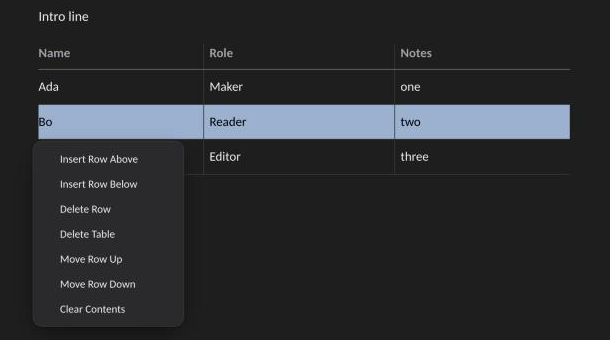 Intro line
Name Role Notes
Ada Maker one
Bo Reader two
Editor three
Insert Row Above
Insert Row Below
Delete Row
Delete Table
Move Row Up
Move Row Down
Clear Contents